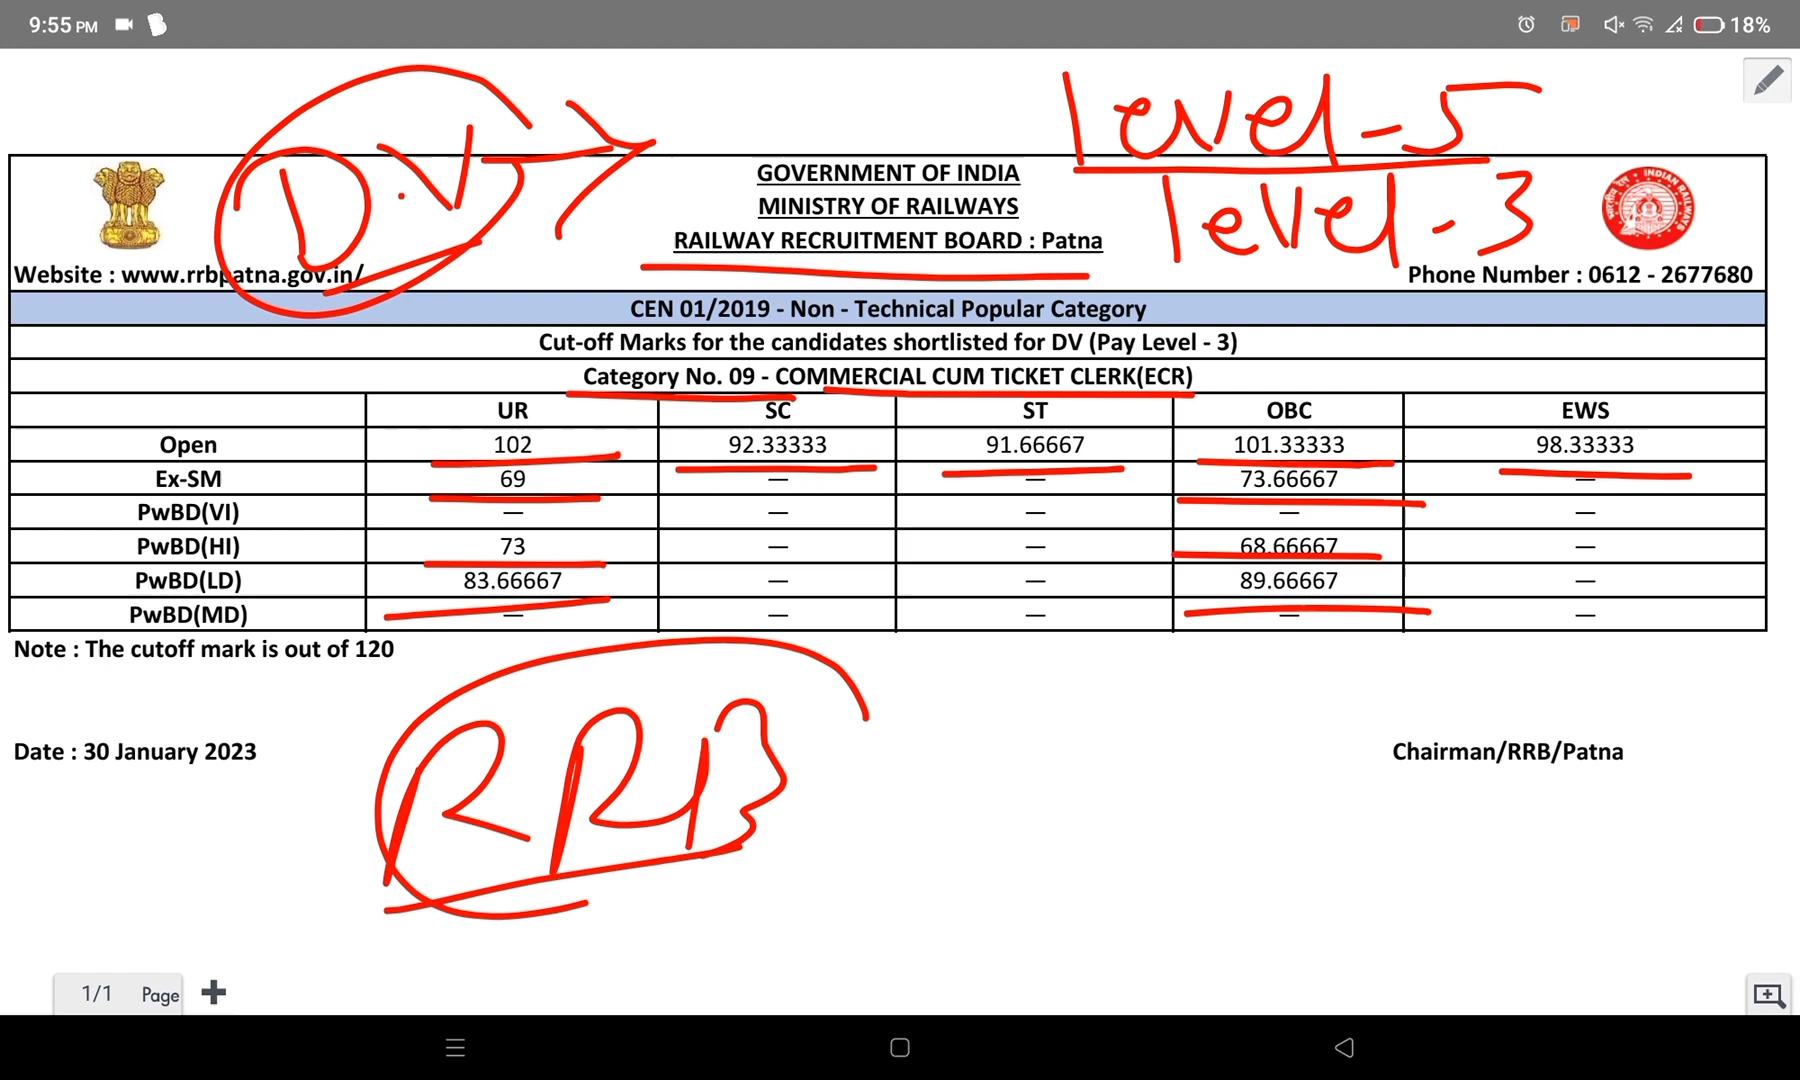 9:55 PM 18%
D.V Level-5
GOVERNMENT OF INDIA
MINISTRY OF RAILWAYS level-3
RAILWAY RECRUITMENT BOARD : Patna INDIAN RAILWAYS
Website : www.rrbpatna.gov.in/ Phone Number : 0612 - 2677680
CEN 01/2019 - Non - Technical Popular Category
Cut-off Marks for the candidates shortlisted for DV (Pay Level - 3)
Category No. 09 - COMMERCIAL CUM TICKET CLERK(ECR)
UR SC ST OBC EWS
Open 102 92.33333 91.66667 101.33333 98.33333
Ex-SM 69 — — 73.66667 —
PwBD(VI) — — — — —
PwBD(HI) 73 — — 68.66667 —
PwBD(LD) 83.66667 — — 89.66667 —
PwBD(MD) — — — — —
Note : The cutoff mark is out of 120
Date : 30 January 2023 Chairman/RRB/Patna
RRB
1/1 Page